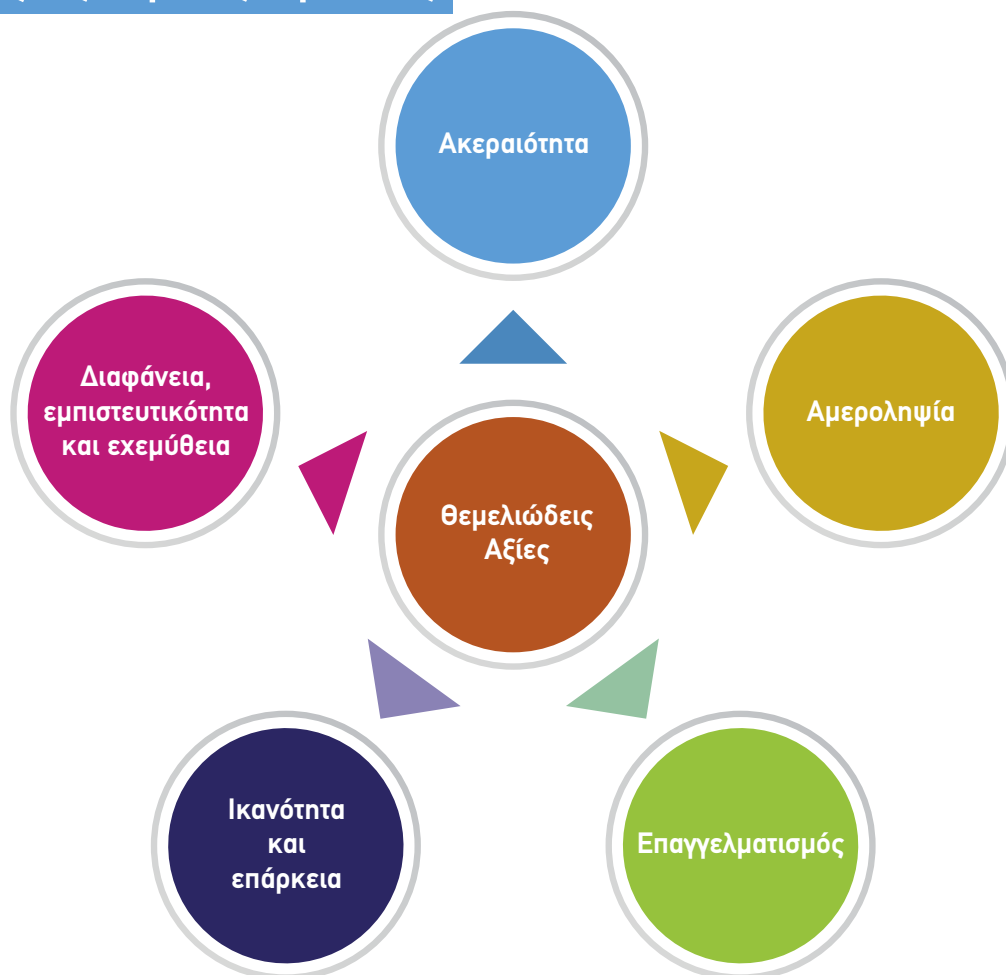 Ακεραιότητα
Διαφάνεια,
εμπιστευτικότητα
και εχεμύθεια
Αμεροληψία
Θεμελιώδεις
Αξίες
Ικανότητα
και
επάρκεια
Επαγγελματισμός